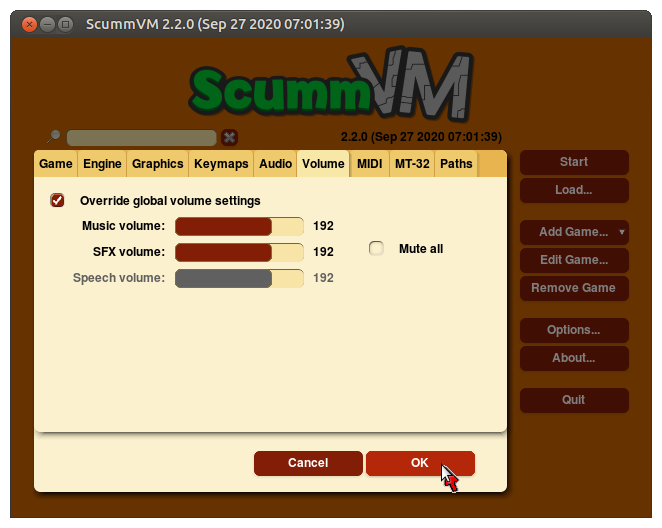 ScummVM 2.2.0 (Sep 27 2020 07:01:39)
ScummVM
2.2.0 (Sep 27 2020 07:01:39)
Game Engine Graphics Keymaps Audio Volume MIDI MT-32 Paths
Override global volume settings
Music volume: 192
SFX volume: 192
Mute all
Speech volume: 192
Cancel OK
Start
Load...
Add Game...
Edit Game...
Remove Game
Options...
About...
Quit